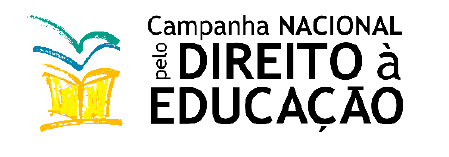 Campanha NACIONAL
pelo DIREITO à
EDUCAÇÃO